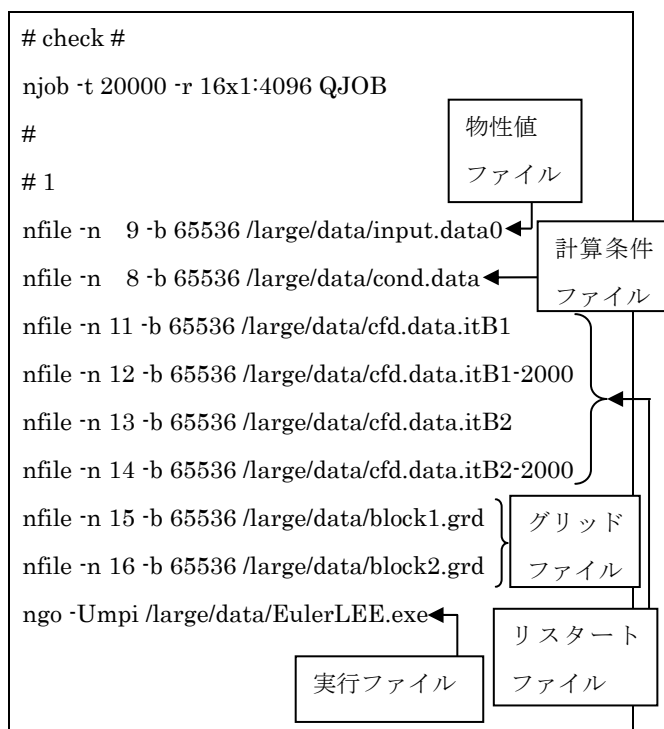 # check #
njob -t 20000 -r 16x1:4096 QJOB
#
# 1
物性値
ファイル
nfile -n 9 -b 65536 /large/data/input.data0
nfile -n 8 -b 65536 /large/data/cond.data
計算条件
ファイル
nfile -n 11 -b 65536 /large/data/cfd.data.itB1
nfile -n 12 -b 65536 /large/data/cfd.data.itB1-2000
nfile -n 13 -b 65536 /large/data/cfd.data.itB2
nfile -n 14 -b 65536 /large/data/cfd.data.itB2-2000
nfile -n 15 -b 65536 /large/data/block1.grd
nfile -n 16 -b 65536 /large/data/block2.grd
グリッド
ファイル
ngo -Umpi /large/data/EulerLEE.exe
リスタート
ファイル
実行ファイル